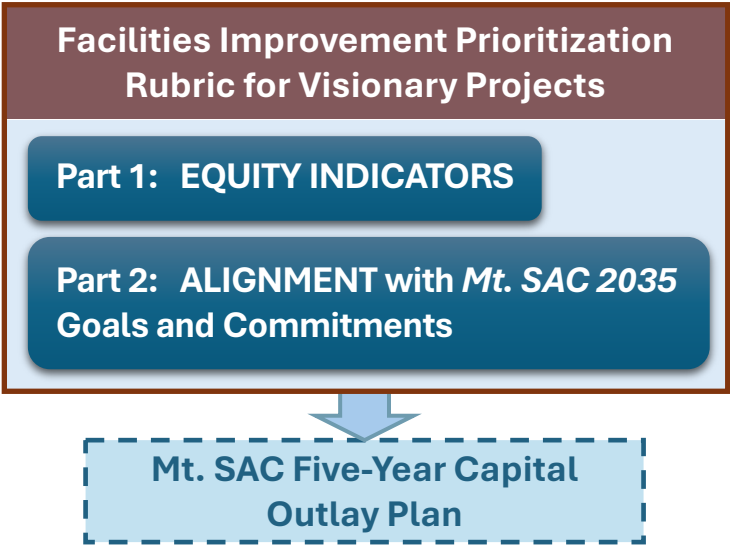 Facilities Improvement Prioritization
Rubric for Visionary Projects
Part 1: EQUITY INDICATORS
Part 2: ALIGNMENT with Mt. SAC 2035
Goals and Commitments
Mt. SAC Five-Year Capital
Outlay Plan